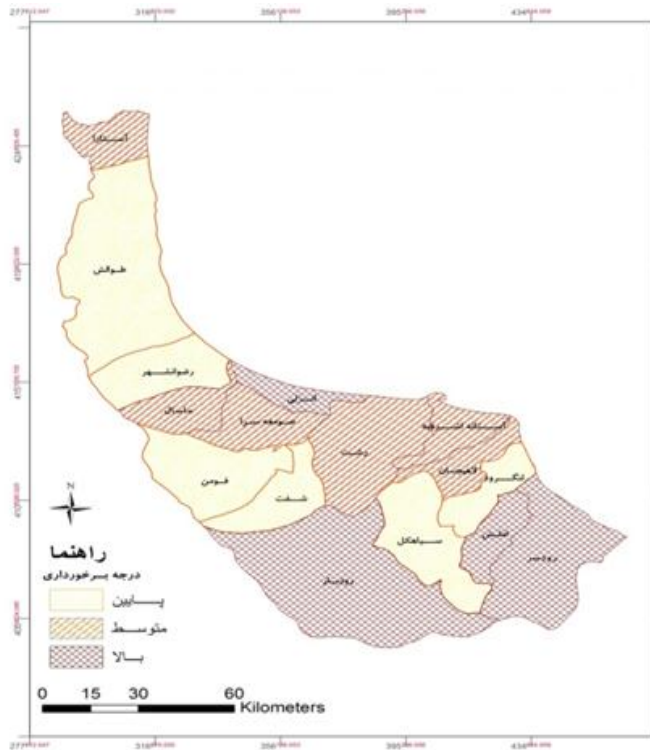 آستارا
طوالش
رضوانشهر
ماسال
صومعه سرا
انزلی
رشت
آستانه اشرفیه
لاهیجان
لنگرود
فومن
شفت
سیاهکل
املش
رودسر
رودبار
N
راهنما
درجه برخورداری
پایین
متوسط
بالا
0 15 30 60
Kilometers